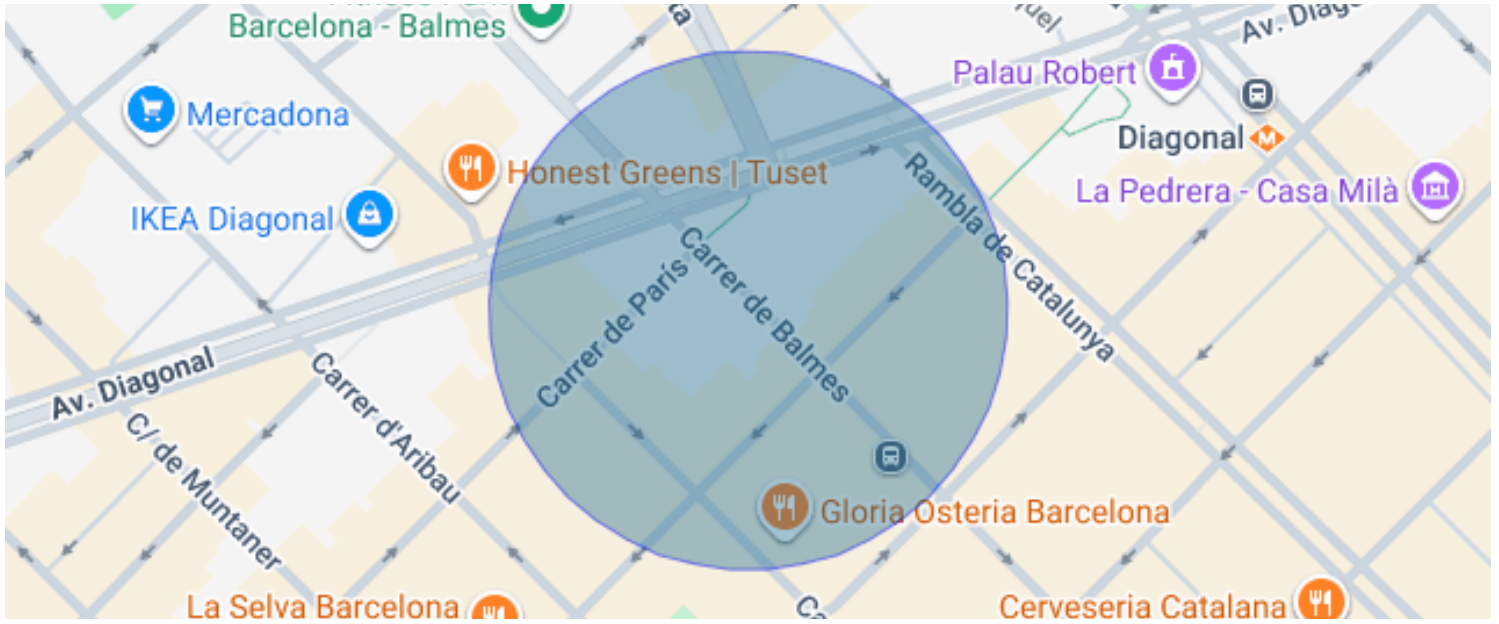 Barcelona - Balmes
Av. Diago
Palau Robert
Mercadona
Diagonal
M
Honest Greens | Tuset
La Pedrera - Casa Milà
IKEA Diagonal
Rambla de Catalunya
Carrer de Balmes
Carrer de París
Av. Diagonal
Carrer d'Aribau
C/ de Muntaner
Gloria Osteria Barcelona
La Selva Barcelona
Ca
Cerveseria Catalana